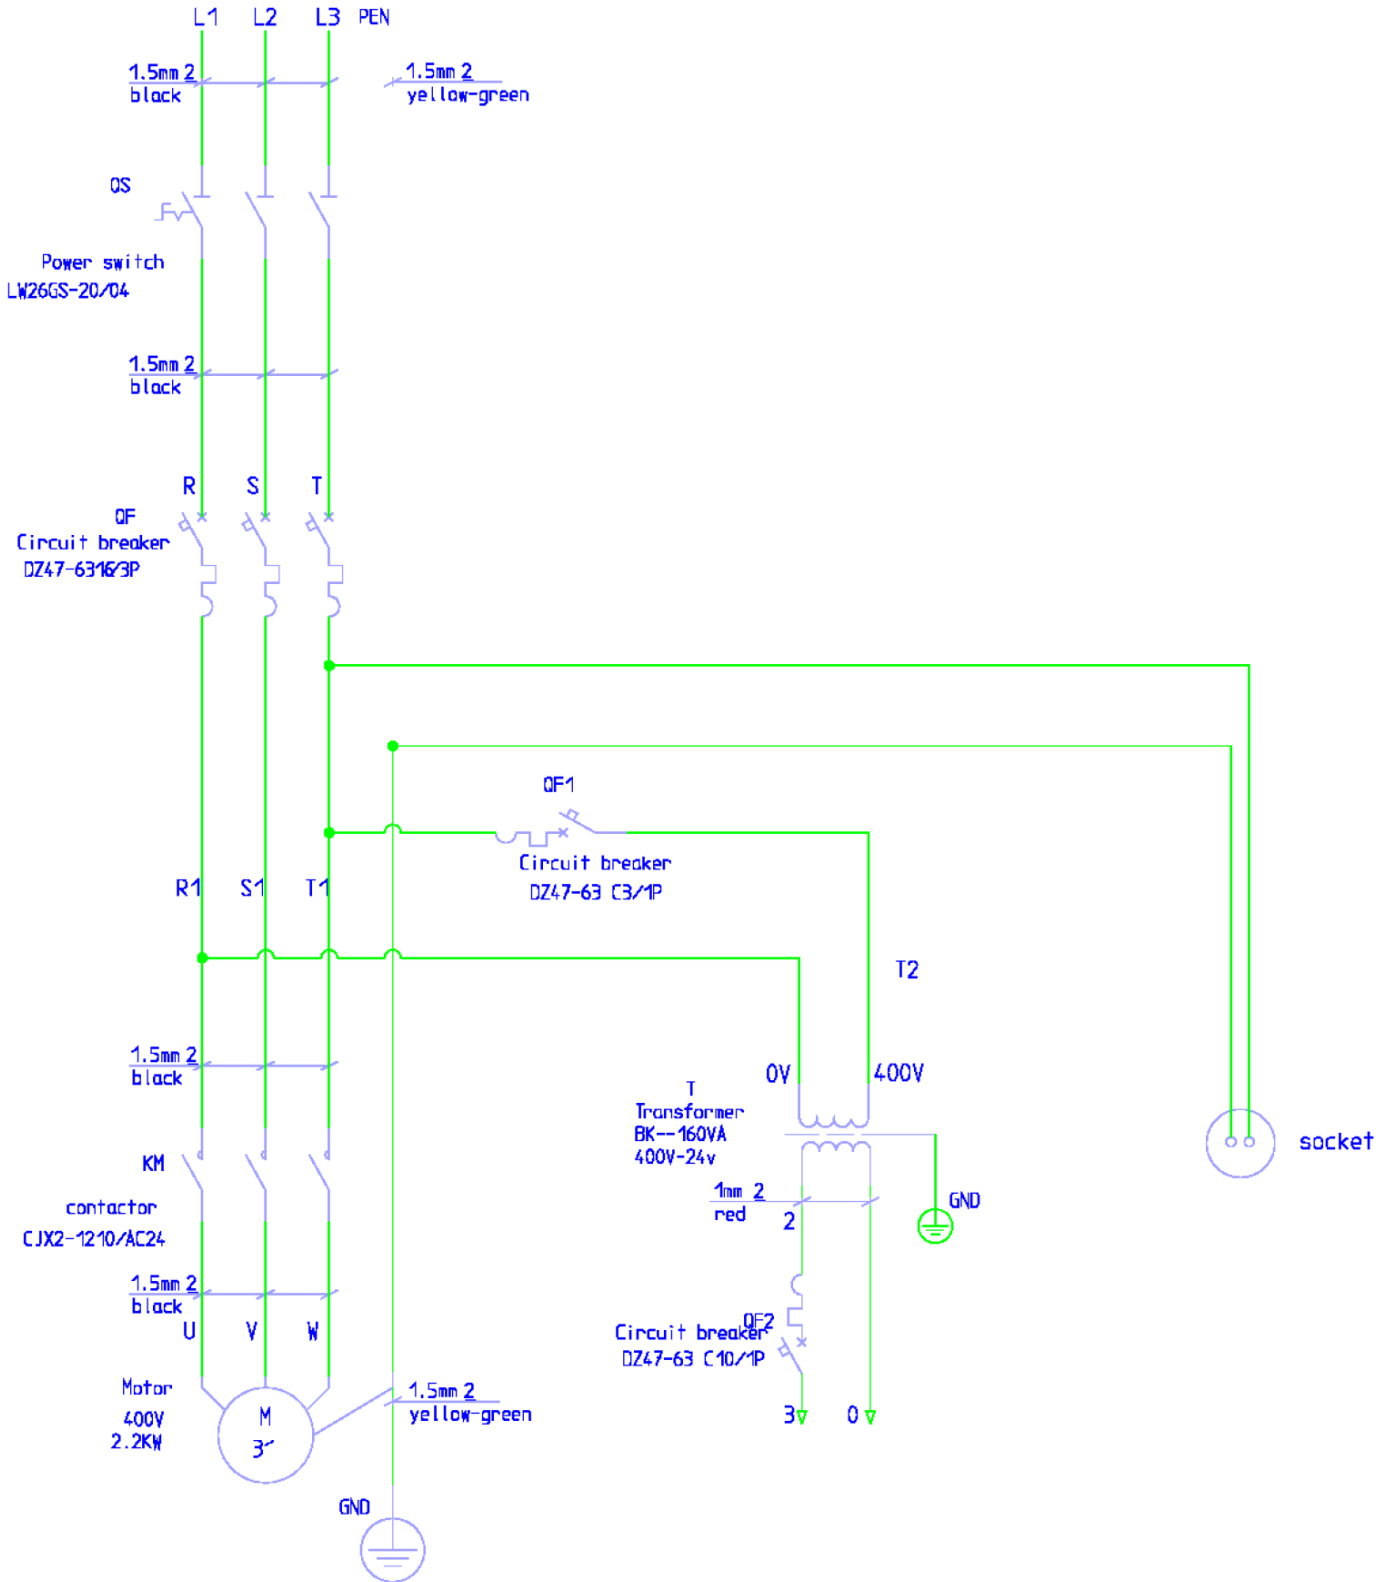 L1 L2 L3 PEN
1.5mm 2
black
1.5mm 2
yellow-green
QS
Power switch
LW26GS-20/04
1.5mm 2
black
R S T
QF
Circuit breaker
DZ47-6316/3P
QF1
Circuit breaker
DZ47-63 C3/1P
R1 S1 T1
T2
1.5mm 2
black
0V 400V
T
Transformer
BK--160VA
400V-24v
socket
KM
contactor
CJX2-1210/AC24
1mm 2
red
2
GND
1.5mm 2
black
U V W
QF2
Circuit breaker
DZ47-63 C10/1P
Motor
400V
2.2KW
M
3~
1.5mm 2
yellow-green
3 0
GND